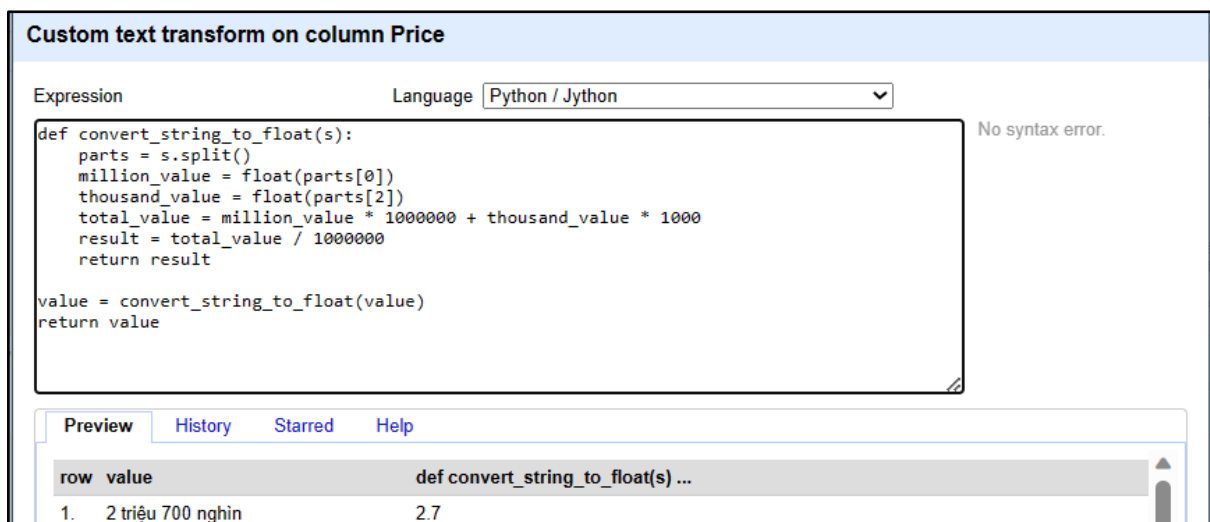 Custom text transform on column Price
Expression Language Python / Jython
No syntax error.
def convert_string_to_float(s):
    parts = s.split()
    million_value = float(parts[0])
    thousand_value = float(parts[2])
    total_value = million_value * 1000000 + thousand_value * 1000
    result = total_value / 1000000
    return result

value = convert_string_to_float(value)
return value
Preview History Starred Help
row value def convert_string_to_float(s) ...
1. 2 triệu 700 nghìn 2.7